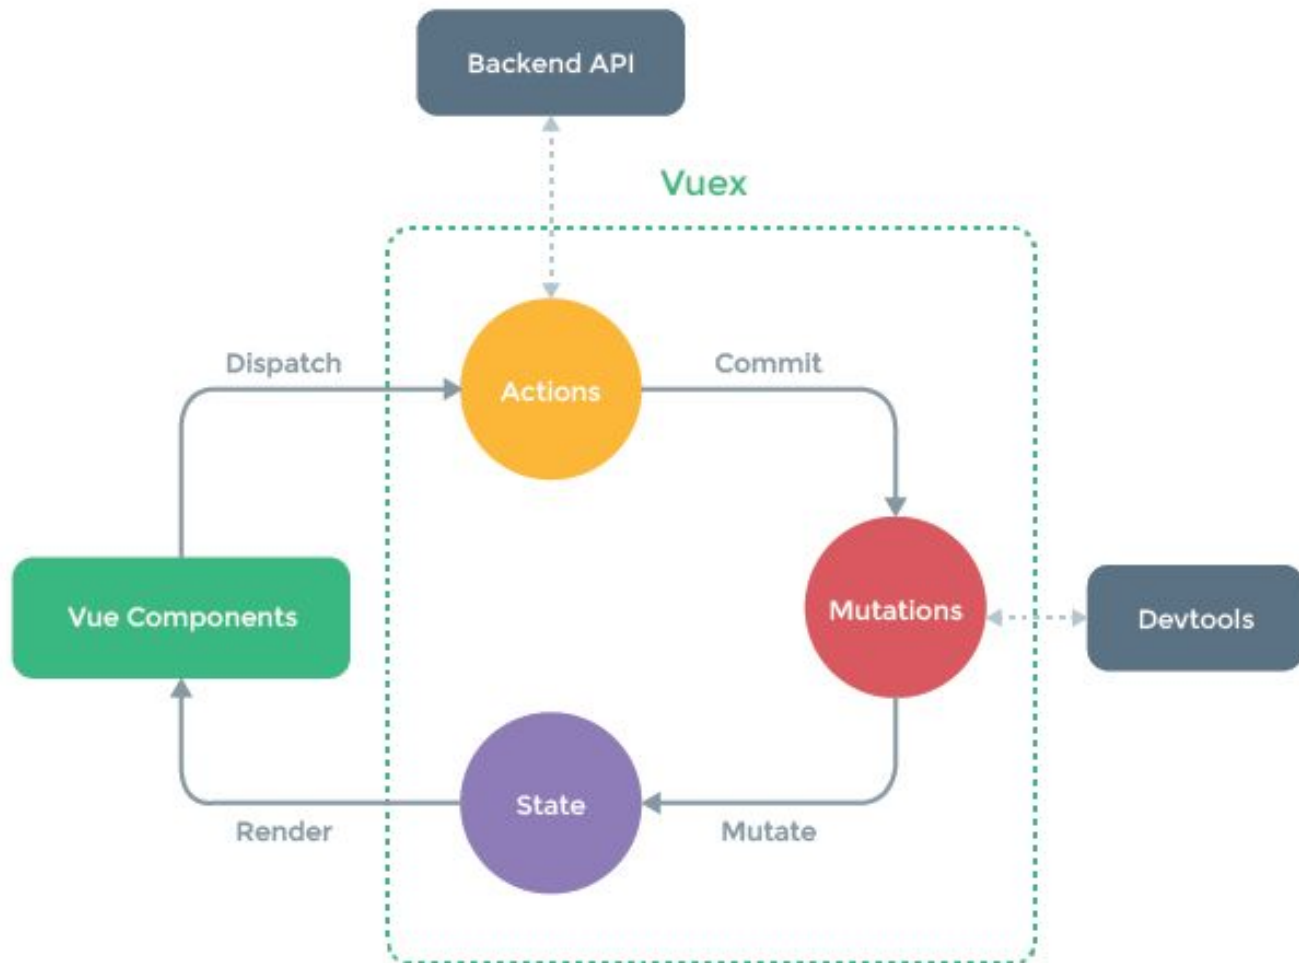 Backend API
Vuex
Dispatch
Commit
Actions
Vue Components
Mutations
Devtools
State
Render
Mutate